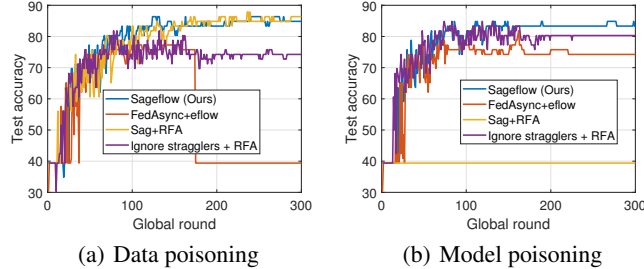 90
80
70
60
50
40
30
0
100
200
300
Test accuracy
Global round
Sageflow (Ours)
FedAsync+eflow
Sag+RFA
Ignore stragglers + RFA
(a) Data poisoning
90
80
70
60
50
40
30
0
100
200
300
Test accuracy
Global round
Sageflow (Ours)
FedAsync+eflow
Sag+RFA
Ignore stragglers + RFA
(b) Model poisoning